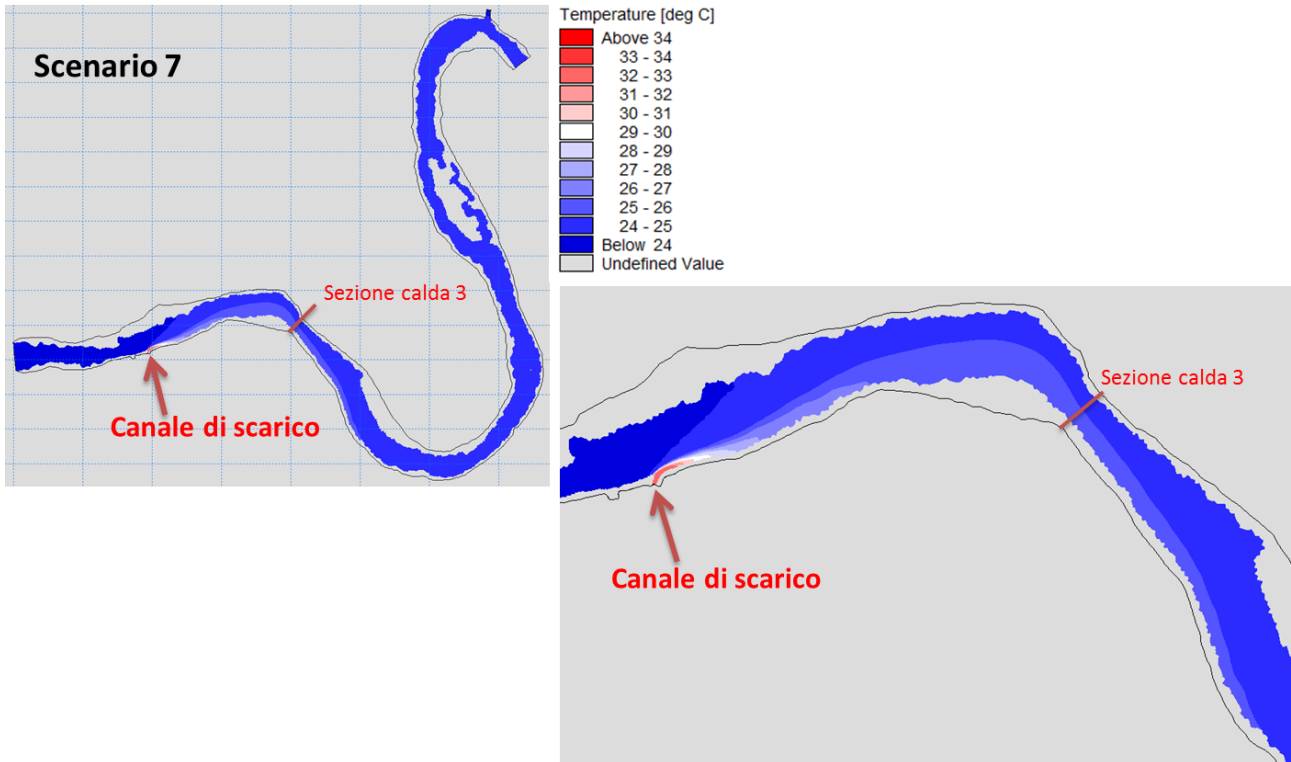 Scenario 7
Sezione calda 3
Canale di scarico
Temperature [deg C]
Above 34
33 - 34
32 - 33
31 - 32
30 - 31
29 - 30
28 - 29
27 - 28
26 - 27
25 - 26
24 - 25
Below 24
Undefined Value
Sezione calda 3
Canale di scarico